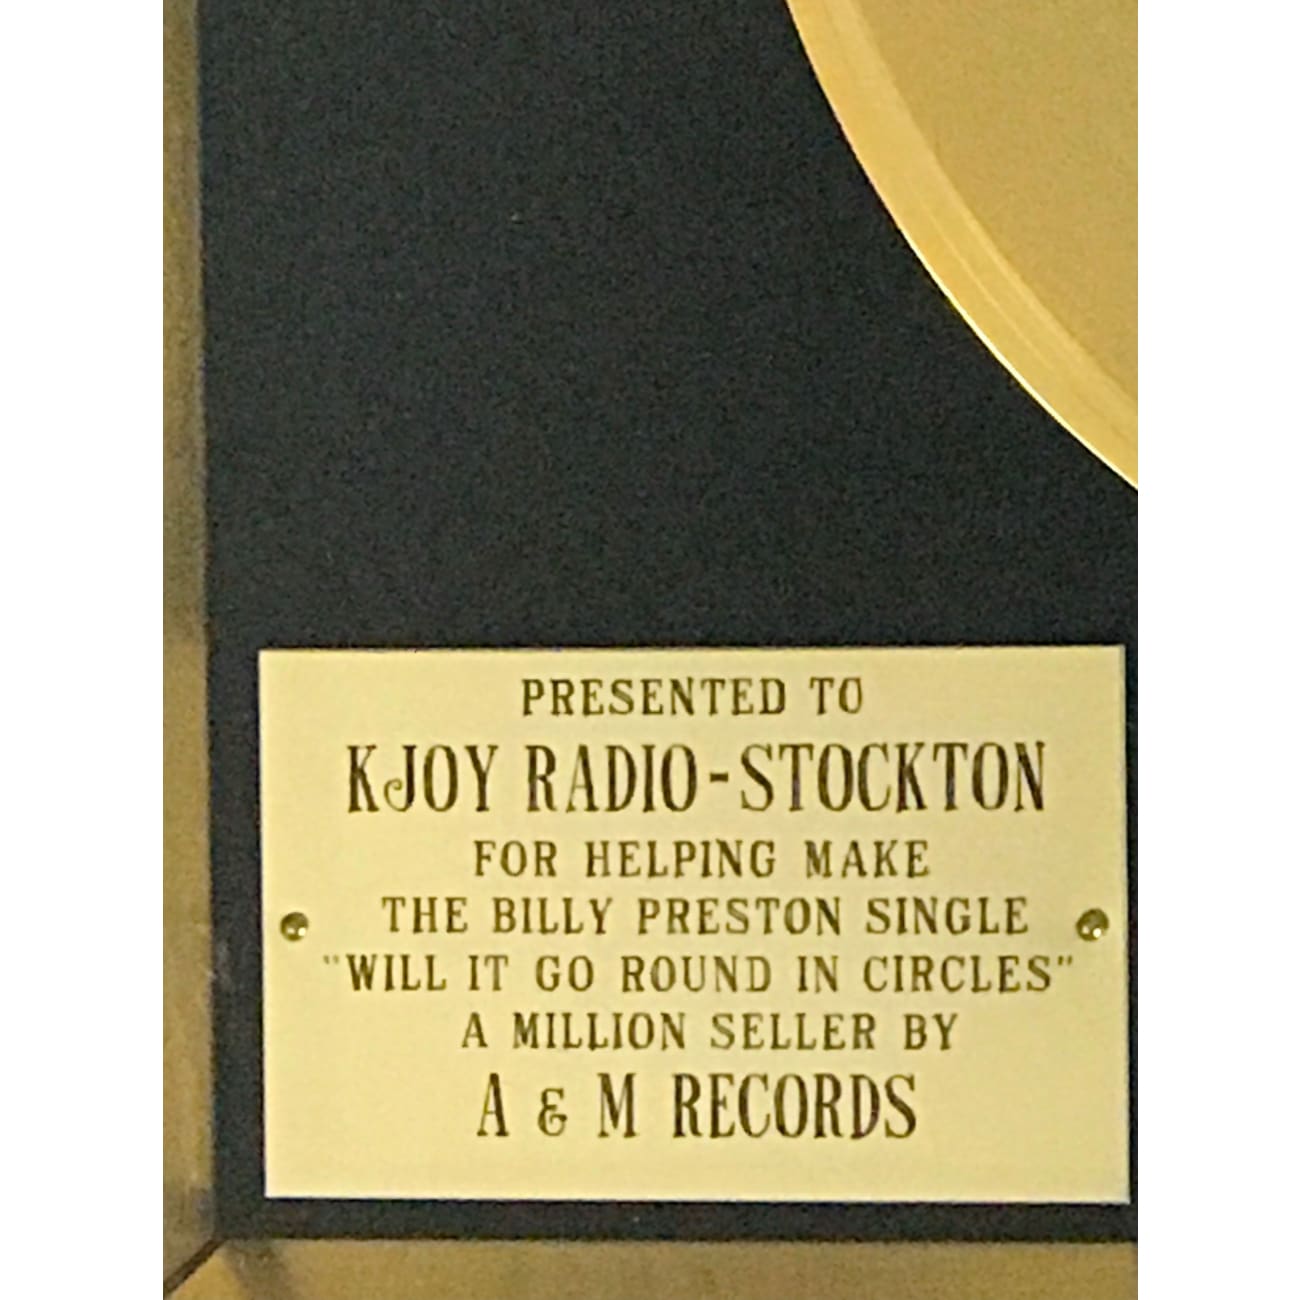 PRESENTED TO
KJOY RADIO-STOCKTON
FOR HELPING MAKE
THE BILLY PRESTON SINGLE
"WILL IT GO ROUND IN CIRCLES"
A MILLION SELLER BY
A & M RECORDS